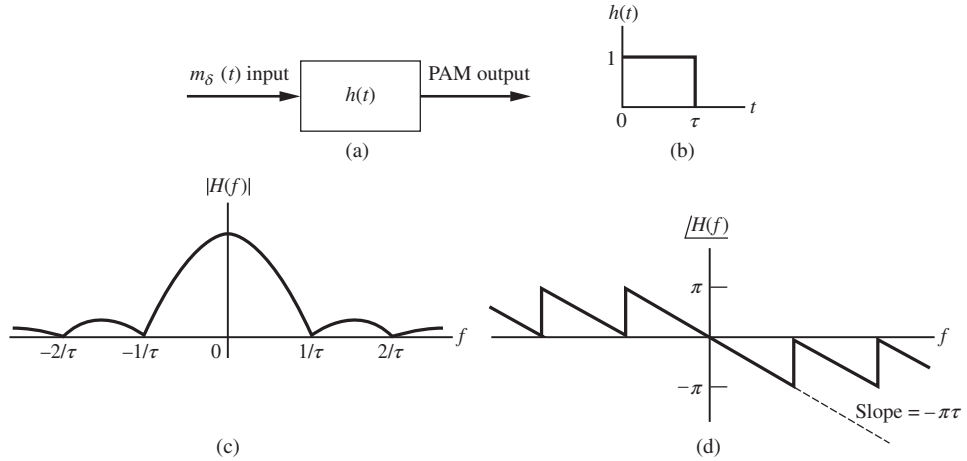 m_δ (t) input
h(t)
PAM output
(a)
h(t)
1
0
τ
t
(b)
|H(f)|
−2/τ
−1/τ
0
1/τ
2/τ
f
(c)
/H(f)
π
−π
f
Slope = −πτ
(d)